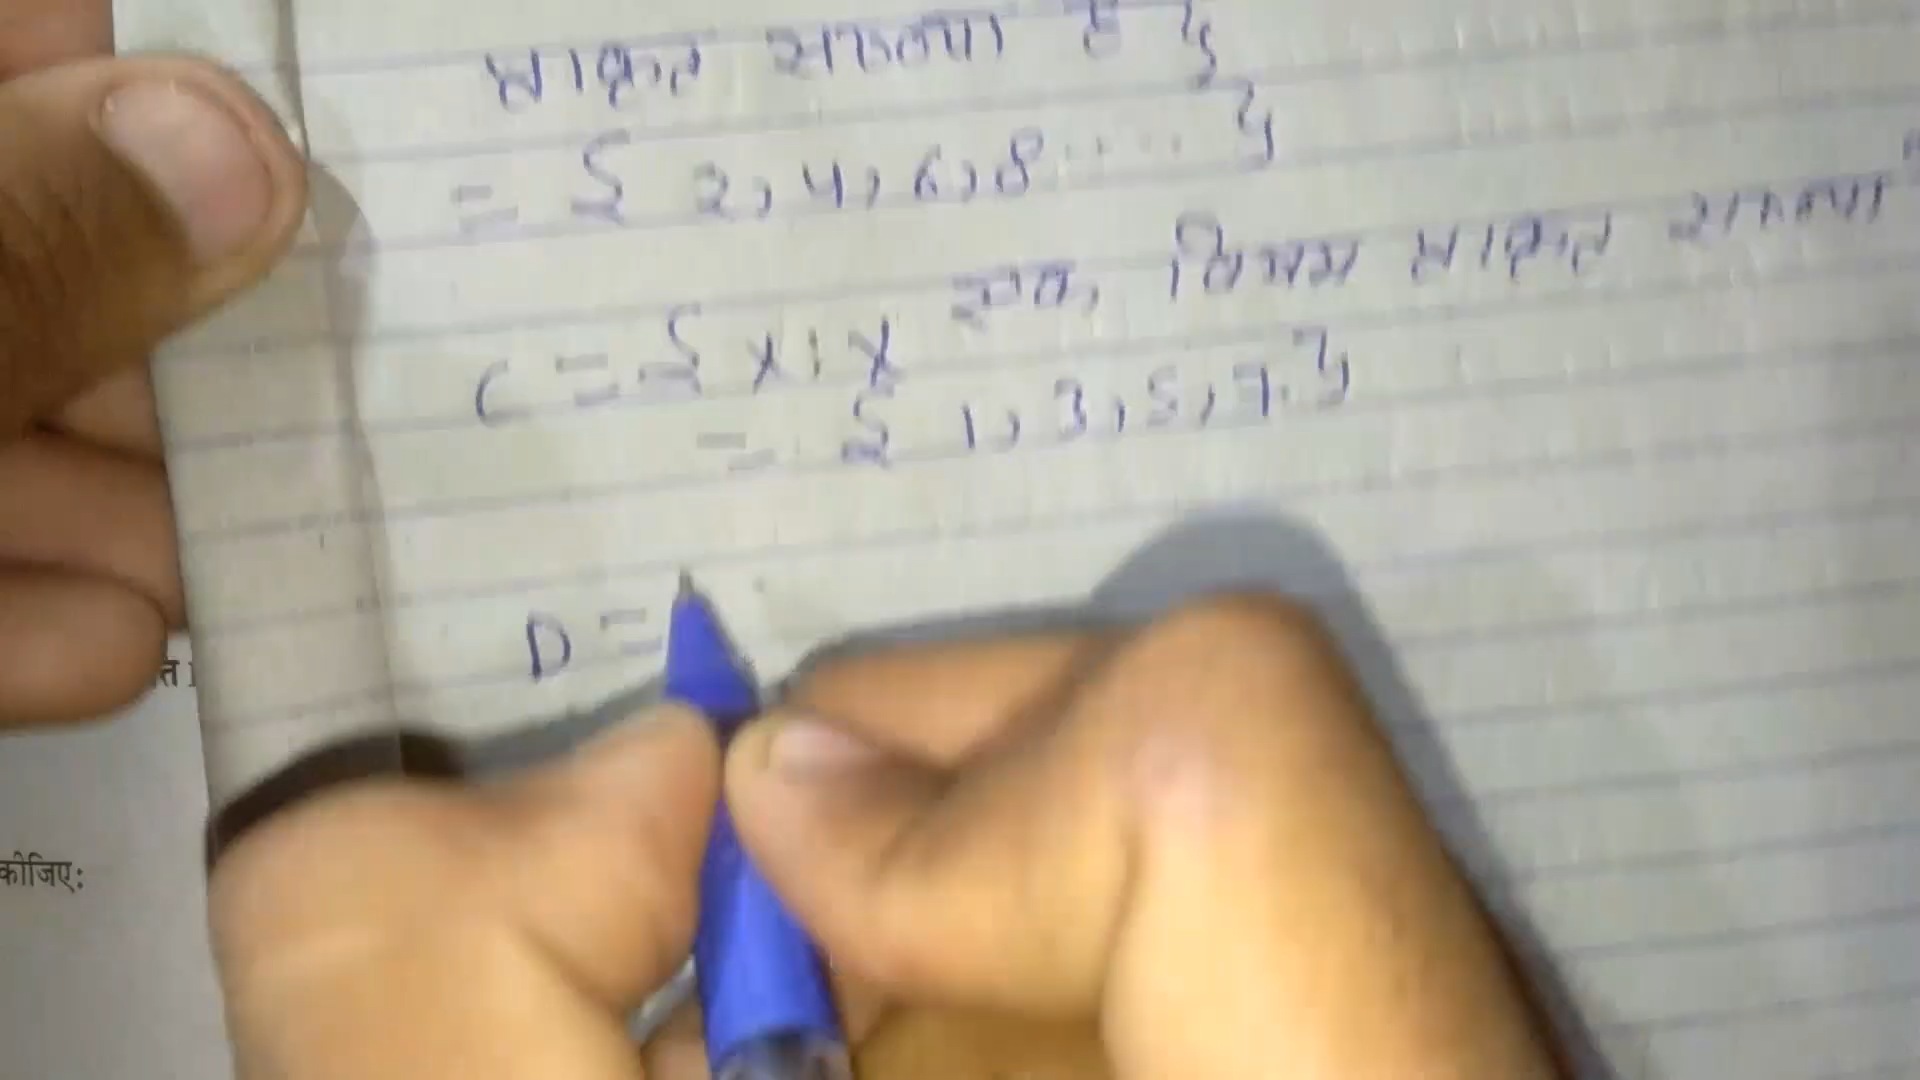 प्राकृत संख्या है }
= { 2, 4, 6, 8 ..... }
C = { x : x एक, विषम प्राकृत संख्या
= { 1, 3, 5, 7. }
D =
त
कीजिए: